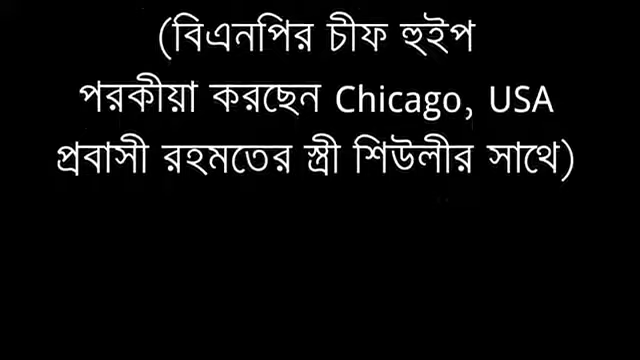 (বিএনপির চীফ হুইপ
পরকীয়া করছেন Chicago, USA
প্রবাসী রহমতের স্ত্রী শিউলীর সাথে)